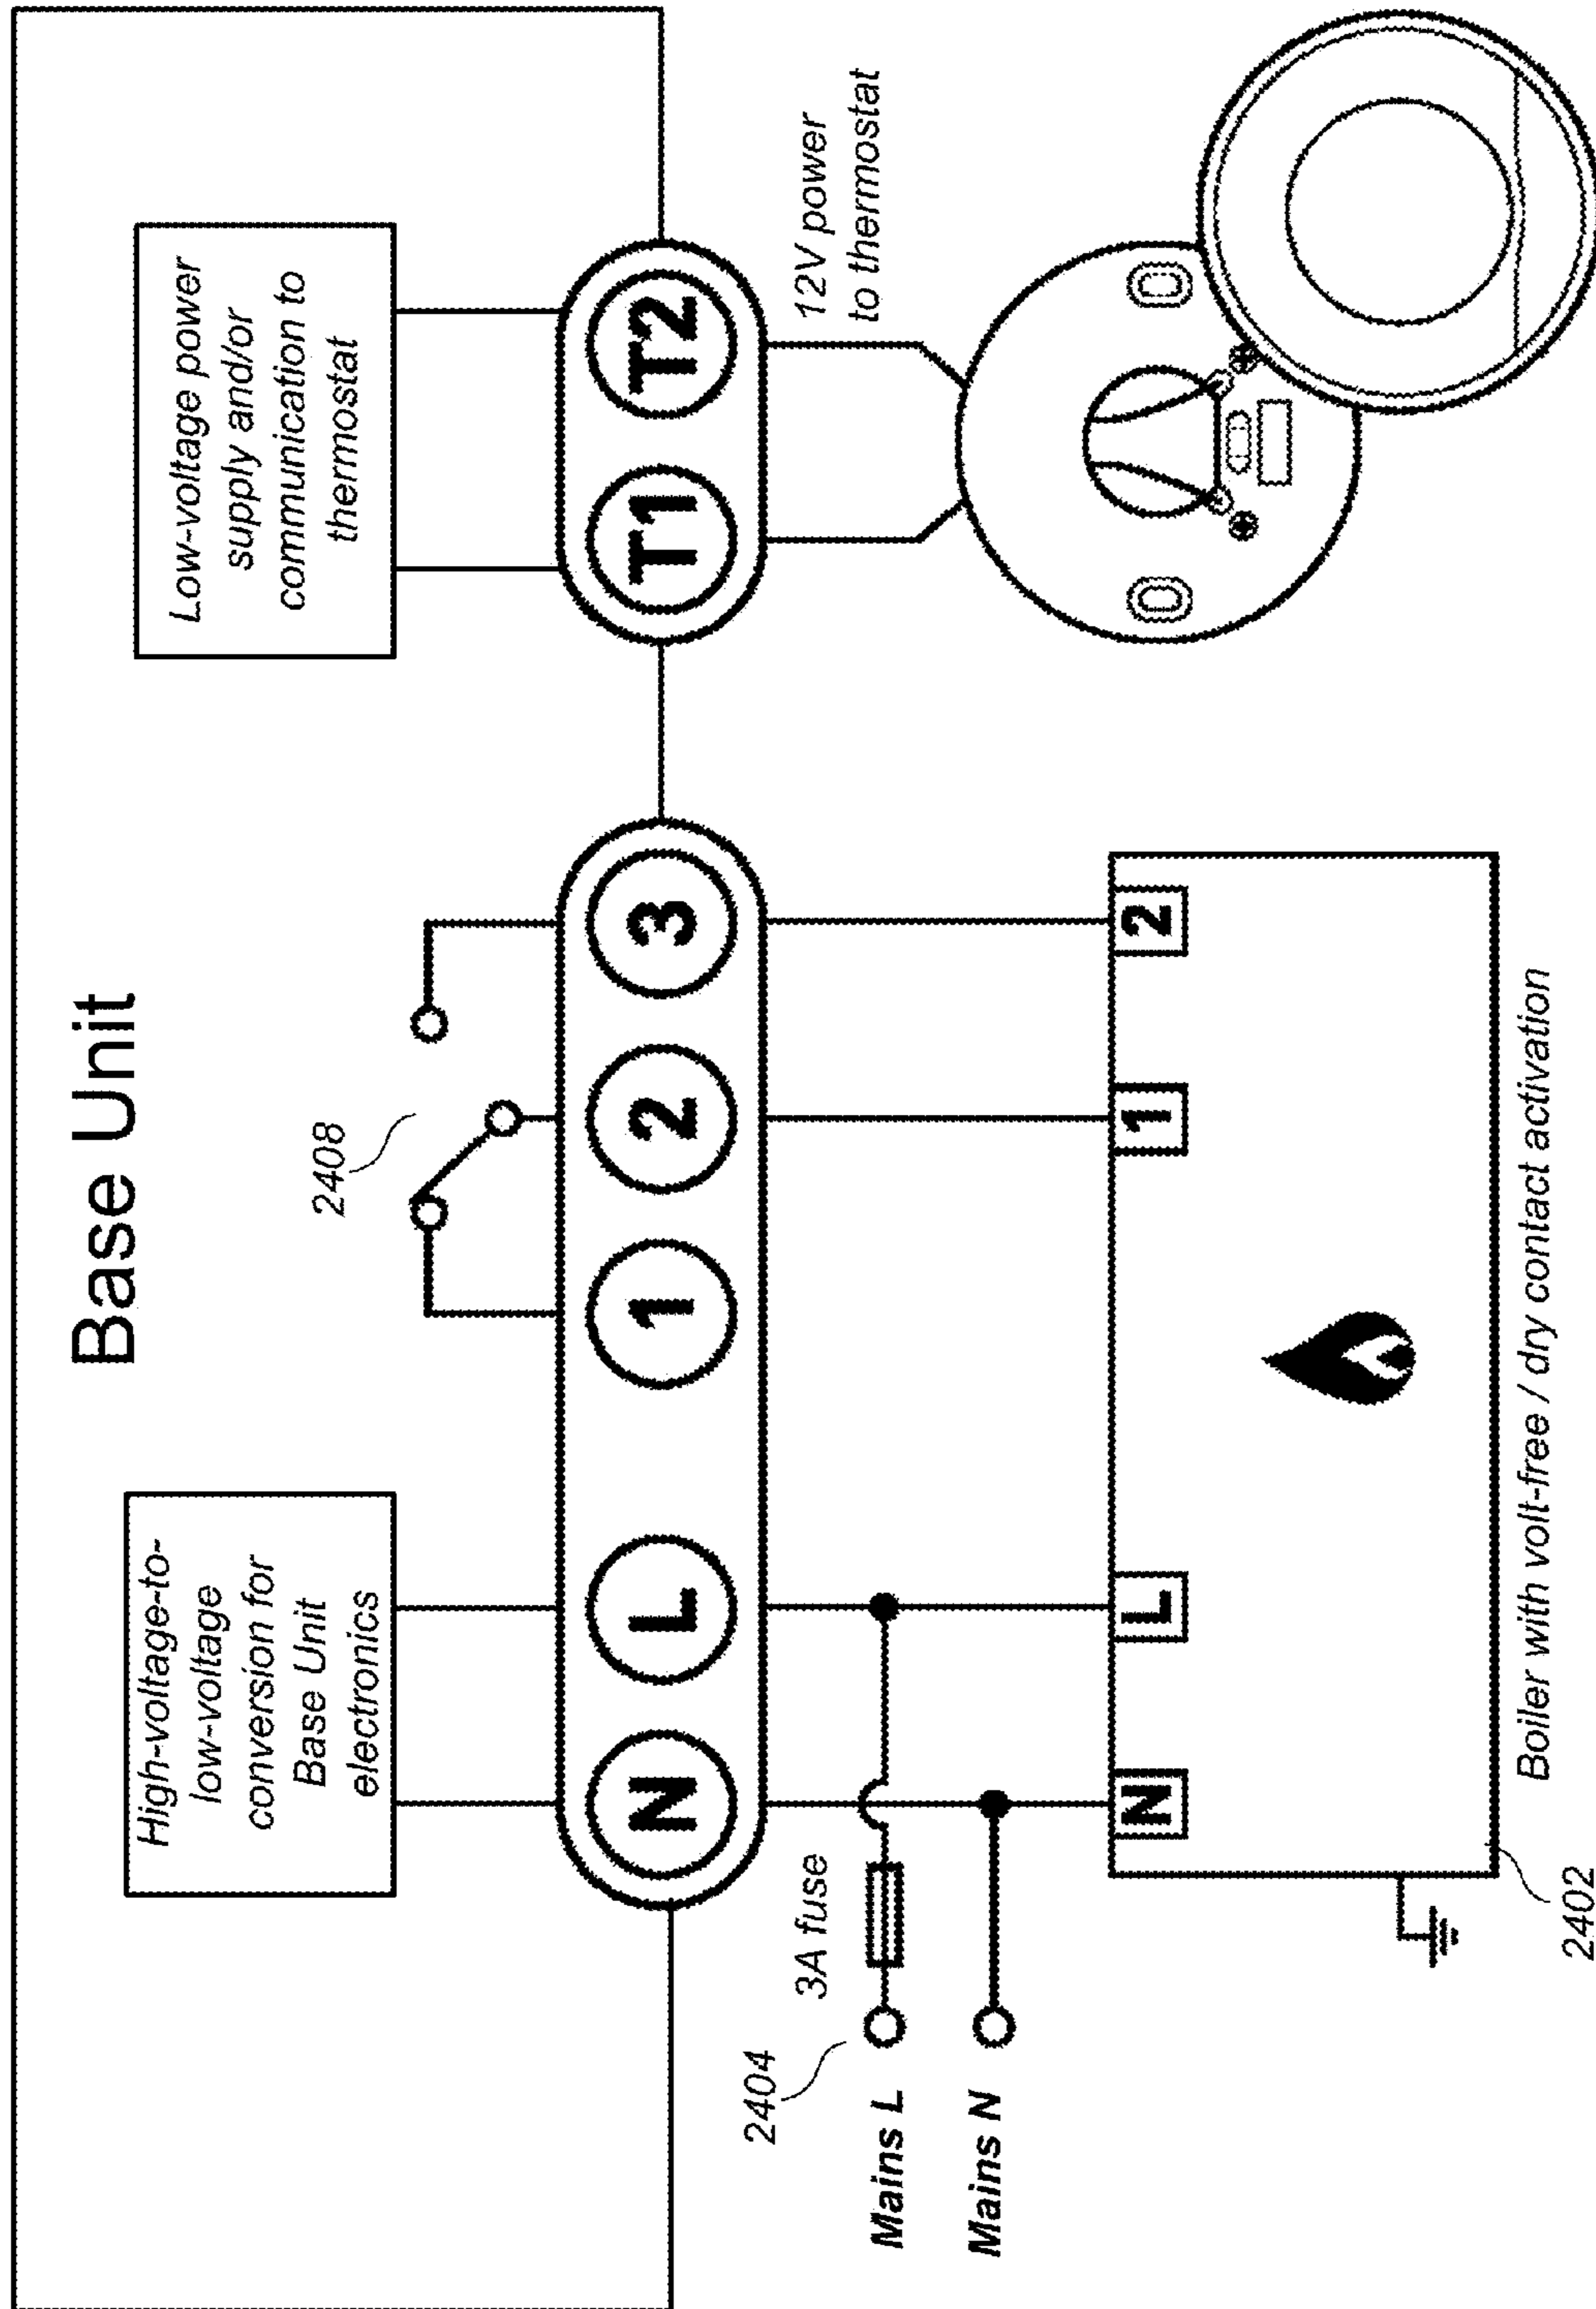 Base Unit
High-voltage-to-
low-voltage
conversion for
Base Unit
electronics
2408
Low-voltage power
supply and/or
communication to
thermostat
N
L
1
2
3
T1
T2
2404
3A fuse
Mains L
Mains N
12V power
to thermostat
N
L
1
2
2402
Boiler with volt-free / dry contact activation